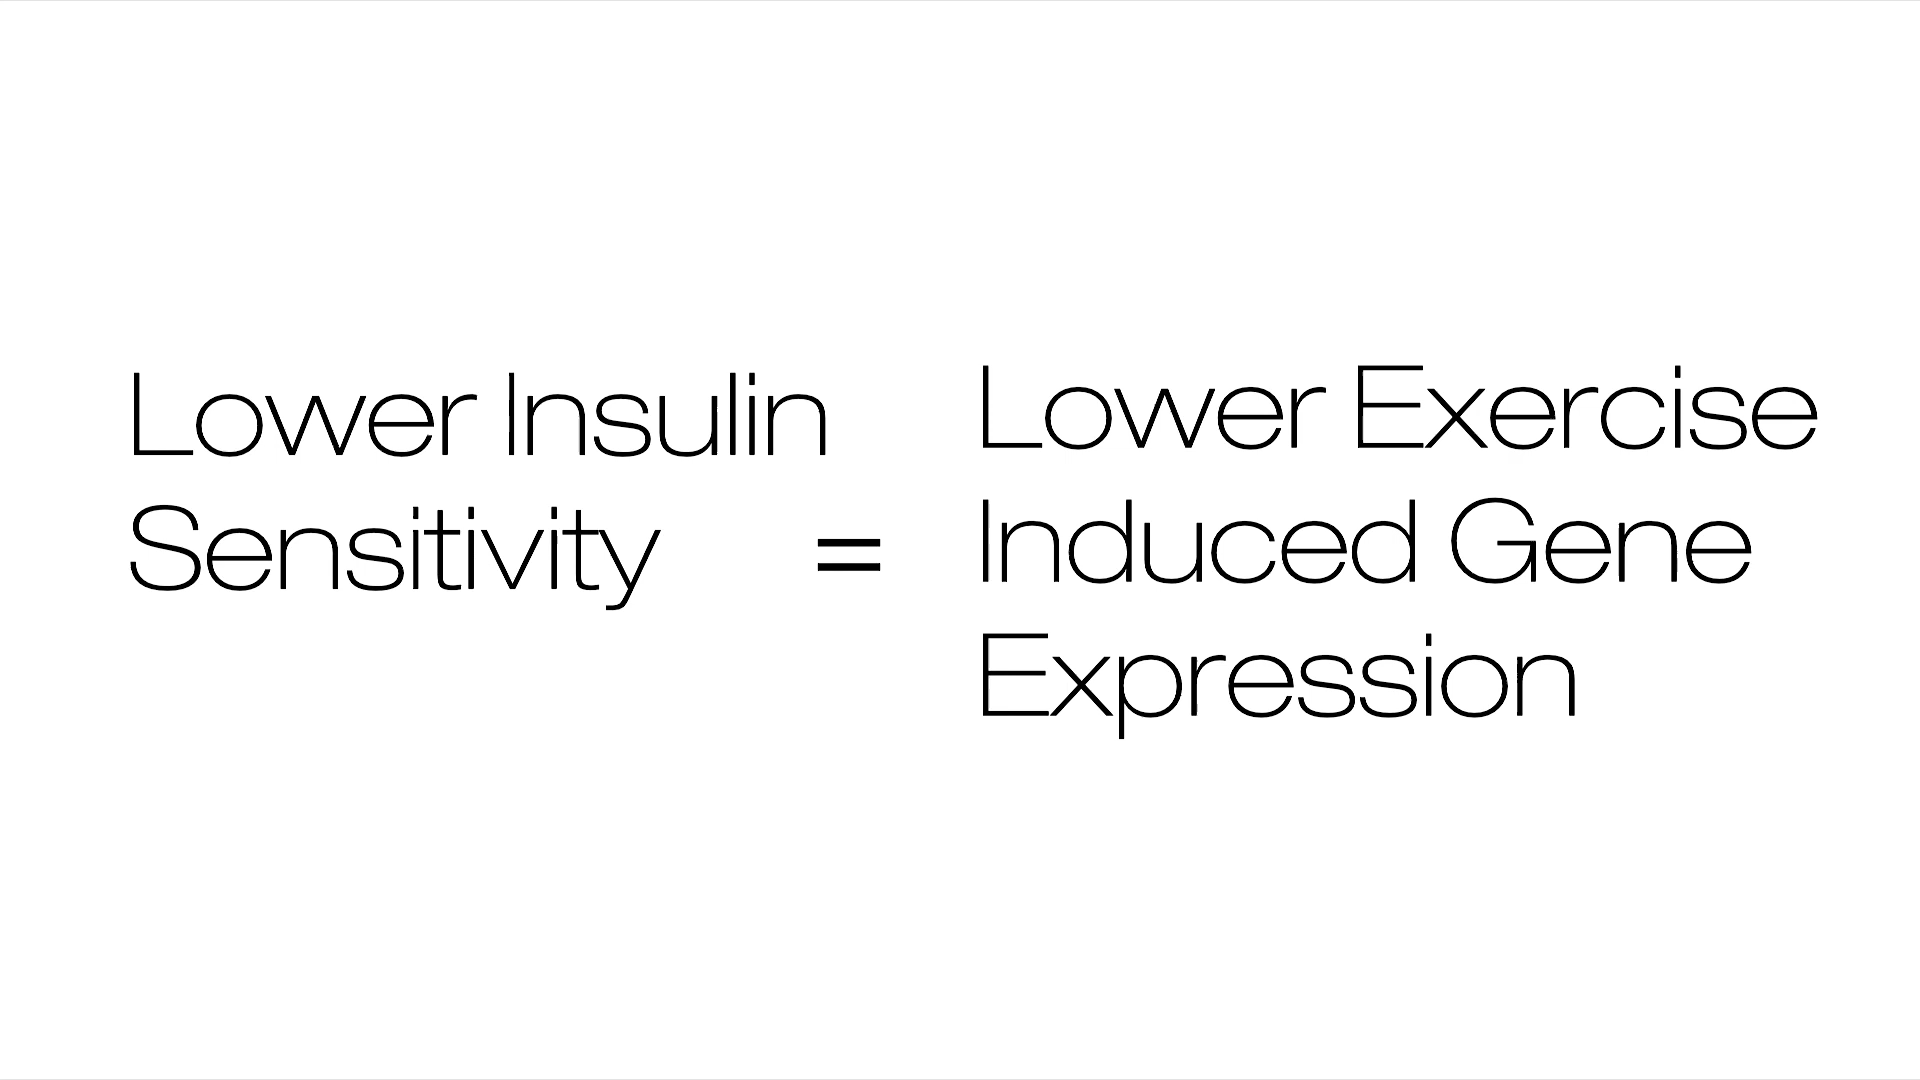 Lower Insulin
Sensitivity
=
Lower Exercise
Induced Gene
Expression